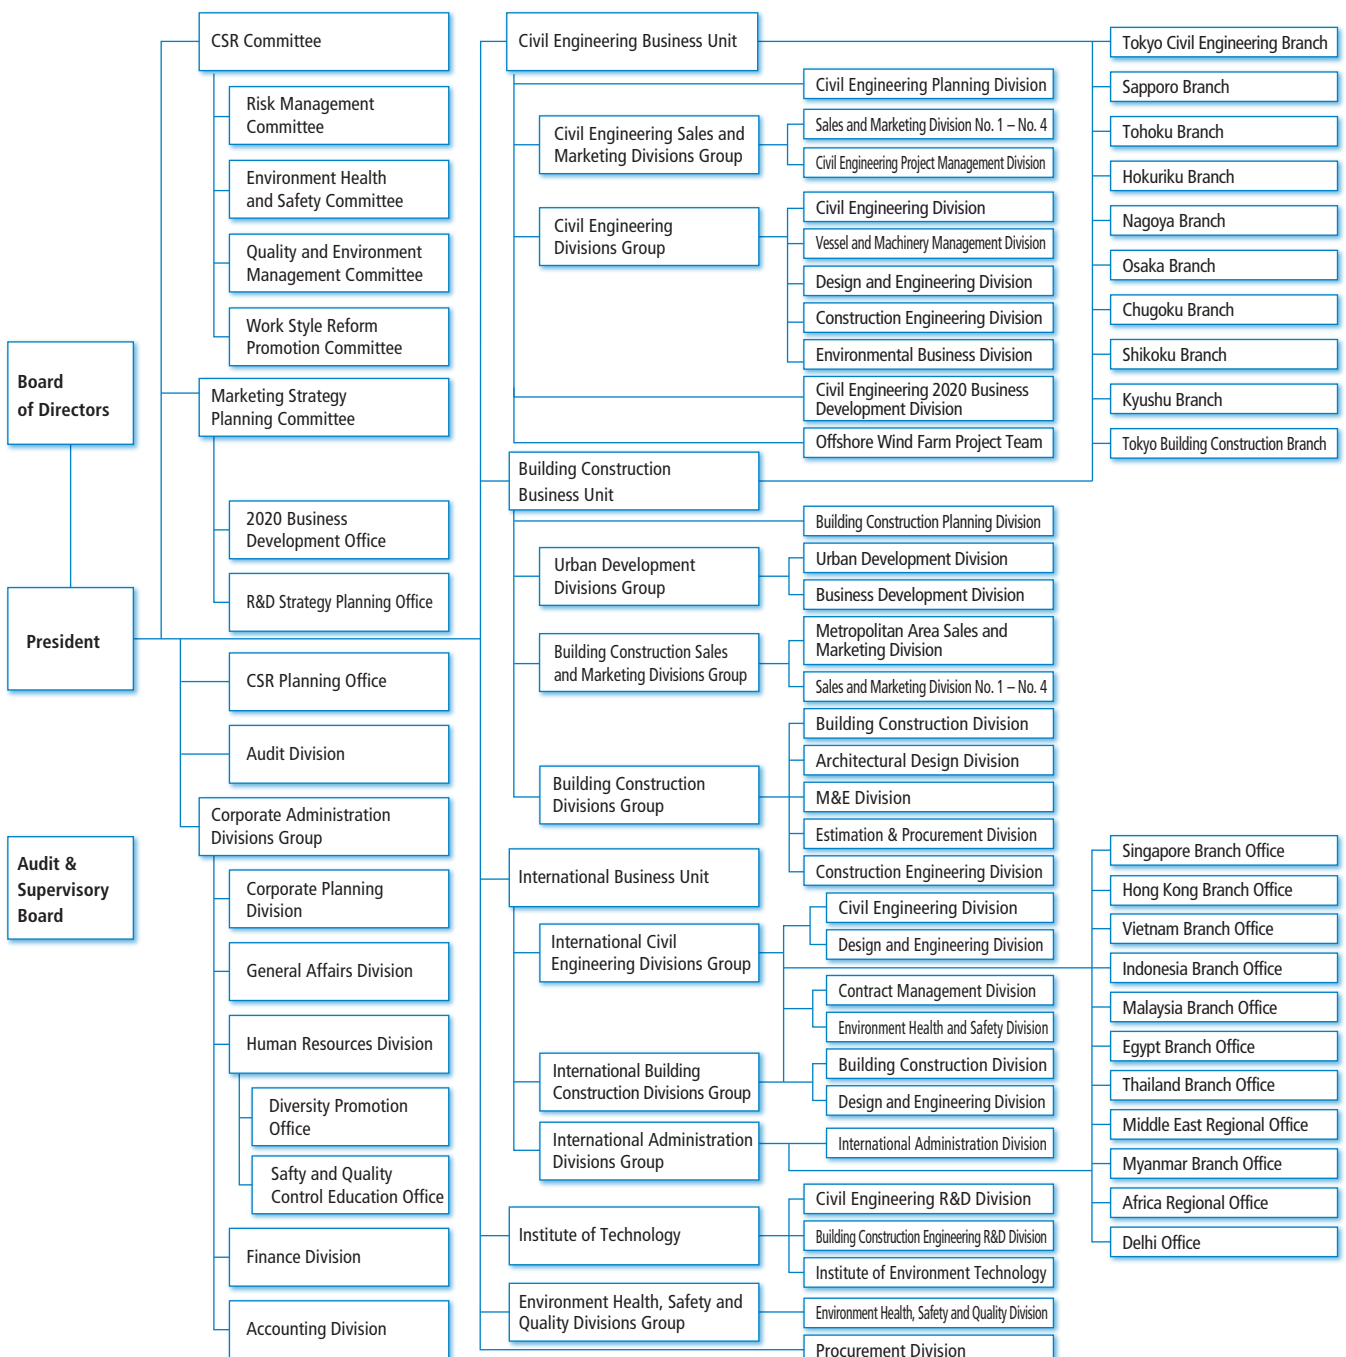 Board
of Directors
President
Audit &
Supervisory
Board
CSR Committee
Risk Management
Committee
Environment Health
and Safety Committee
Quality and Environment
Management Committee
Work Style Reform
Promotion Committee
Marketing Strategy
Planning Committee
2020 Business
Development Office
R&D Strategy Planning Office
CSR Planning Office
Audit Division
Corporate Administration
Divisions Group
Corporate Planning
Division
General Affairs Division
Human Resources Division
Diversity Promotion
Office
Safty and Quality
Control Education Office
Finance Division
Accounting Division
Civil Engineering Business Unit
Civil Engineering Planning Division
Civil Engineering Sales and
Marketing Divisions Group
Sales and Marketing Division No. 1 – No. 4
Civil Engineering Project Management Division
Civil Engineering
Divisions Group
Civil Engineering Division
Vessel and Machinery Management Division
Design and Engineering Division
Construction Engineering Division
Environmental Business Division
Civil Engineering 2020 Business
Development Division
Offshore Wind Farm Project Team
Building Construction
Business Unit
Building Construction Planning Division
Urban Development
Divisions Group
Urban Development Division
Business Development Division
Building Construction Sales
and Marketing Divisions Group
Metropolitan Area Sales and
Marketing Division
Sales and Marketing Division No. 1 – No. 4
Building Construction
Divisions Group
Building Construction Division
Architectural Design Division
M&E Division
Estimation & Procurement Division
Construction Engineering Division
International Business Unit
International Civil
Engineering Divisions Group
Civil Engineering Division
Design and Engineering Division
Contract Management Division
Environment Health and Safety Division
International Building
Construction Divisions Group
Building Construction Division
Design and Engineering Division
International Administration
Divisions Group
International Administration Division
Institute of Technology
Civil Engineering R&D Division
Building Construction Engineering R&D Division
Institute of Environment Technology
Environment Health, Safety and
Quality Divisions Group
Environment Health, Safety and Quality Division
Procurement Division
Tokyo Civil Engineering Branch
Sapporo Branch
Tohoku Branch
Hokuriku Branch
Nagoya Branch
Osaka Branch
Chugoku Branch
Shikoku Branch
Kyushu Branch
Tokyo Building Construction Branch
Singapore Branch Office
Hong Kong Branch Office
Vietnam Branch Office
Indonesia Branch Office
Malaysia Branch Office
Egypt Branch Office
Thailand Branch Office
Middle East Regional Office
Myanmar Branch Office
Africa Regional Office
Delhi Office